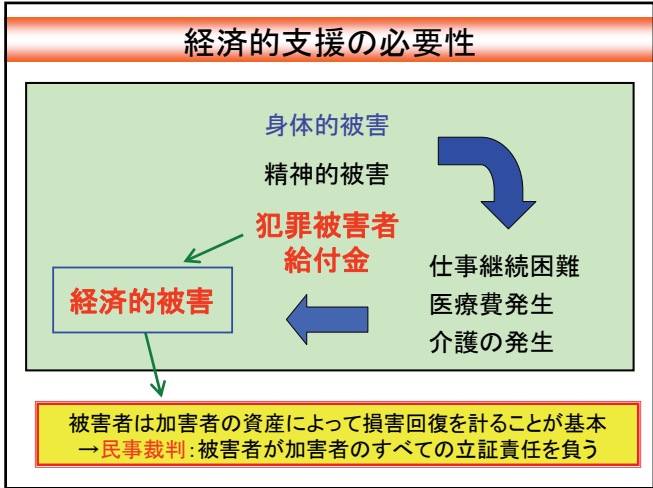 経済的支援の必要性
身体的被害
精神的被害
犯罪被害者
給付金
仕事継続困難
医療費発生
介護の発生
経済的被害
被害者は加害者の資産によって損害回復を計ることが基本
→民事裁判：被害者が加害者のすべての立証責任を負う